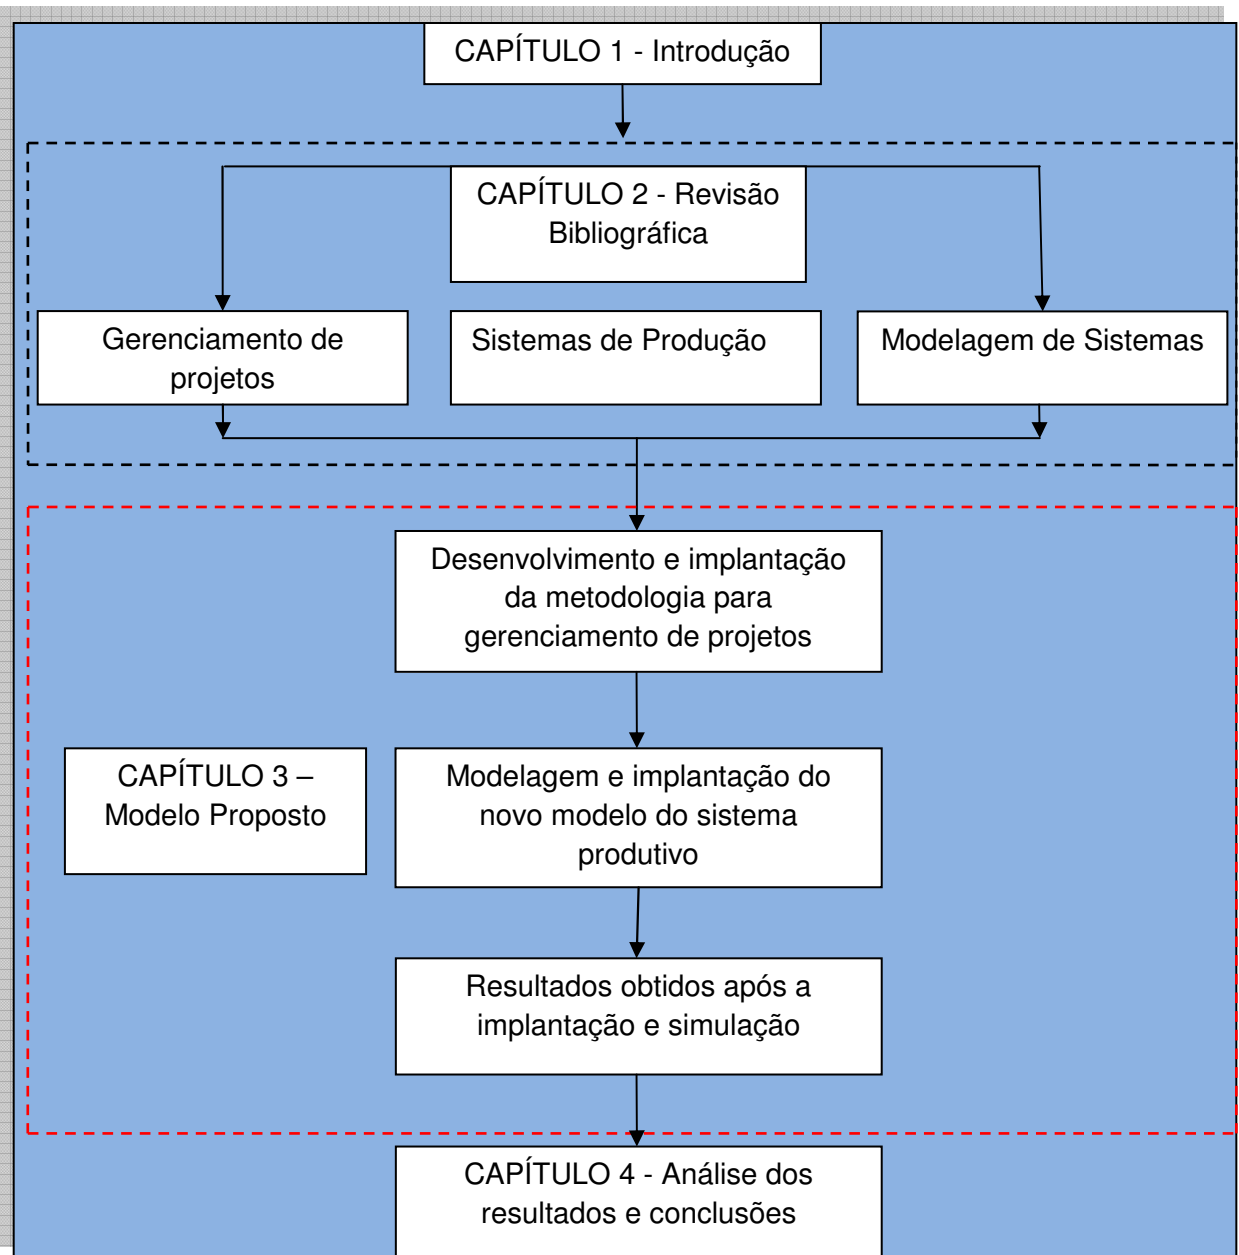 CAPÍTULO 1 - Introdução
CAPÍTULO 2 - Revisão
Bibliográfica
Gerenciamento de
projetos
Sistemas de Produção
Modelagem de Sistemas
Desenvolvimento e implantação
da metodologia para
gerenciamento de projetos
CAPÍTULO 3 –
Modelo Proposto
Modelagem e implantação do
novo modelo do sistema
produtivo
Resultados obtidos após a
implantação e simulação
CAPÍTULO 4 - Análise dos
resultados e conclusões